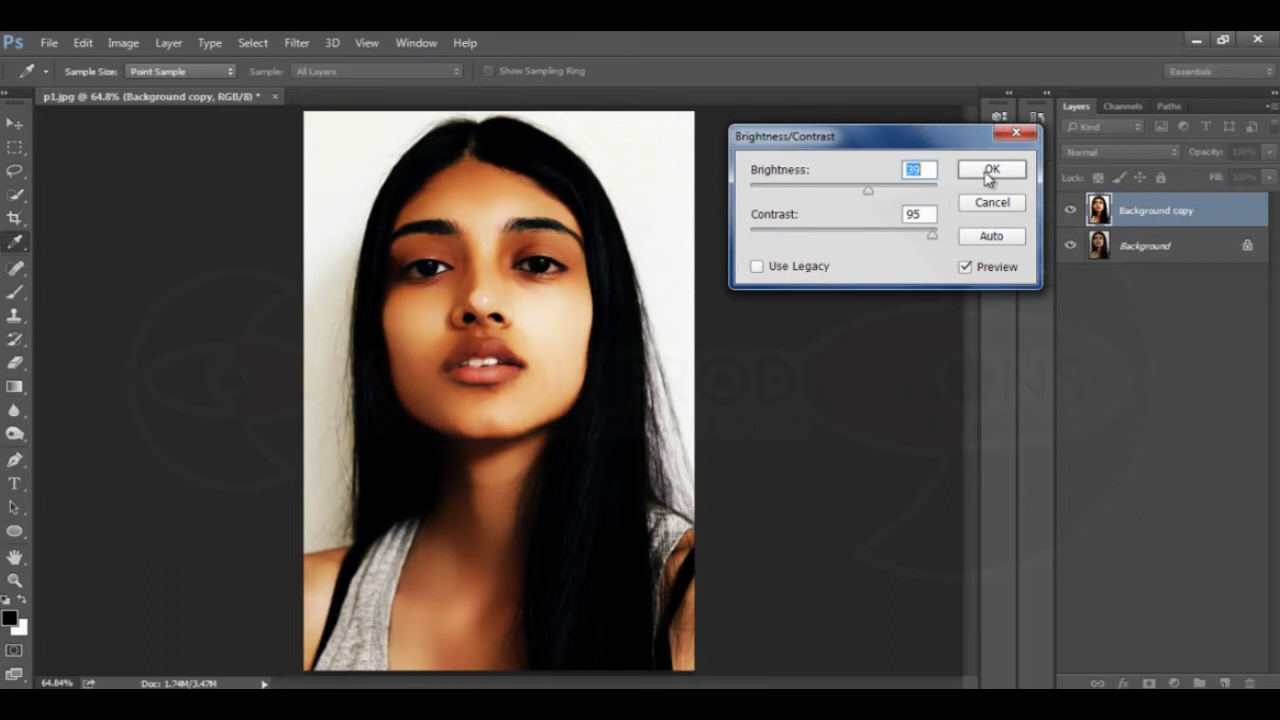 Ps File Edit Image Layer Type Select Filter 3D View Window Help
Sample Size: Point Sample Sample: All Layers Show Sampling Ring Essentials
p1.jpg @ 64.8% (Background copy, RGB/8) * ×
Layers Channels Paths
Kind
Normal Opacity: 100%
Lock: Fill: 100%
Background copy
Background
Brightness/Contrast
Brightness: 39 OK
Cancel
Contrast: 95
Auto
Use Legacy Preview
64.84% Doc: 1.74M/3.47M